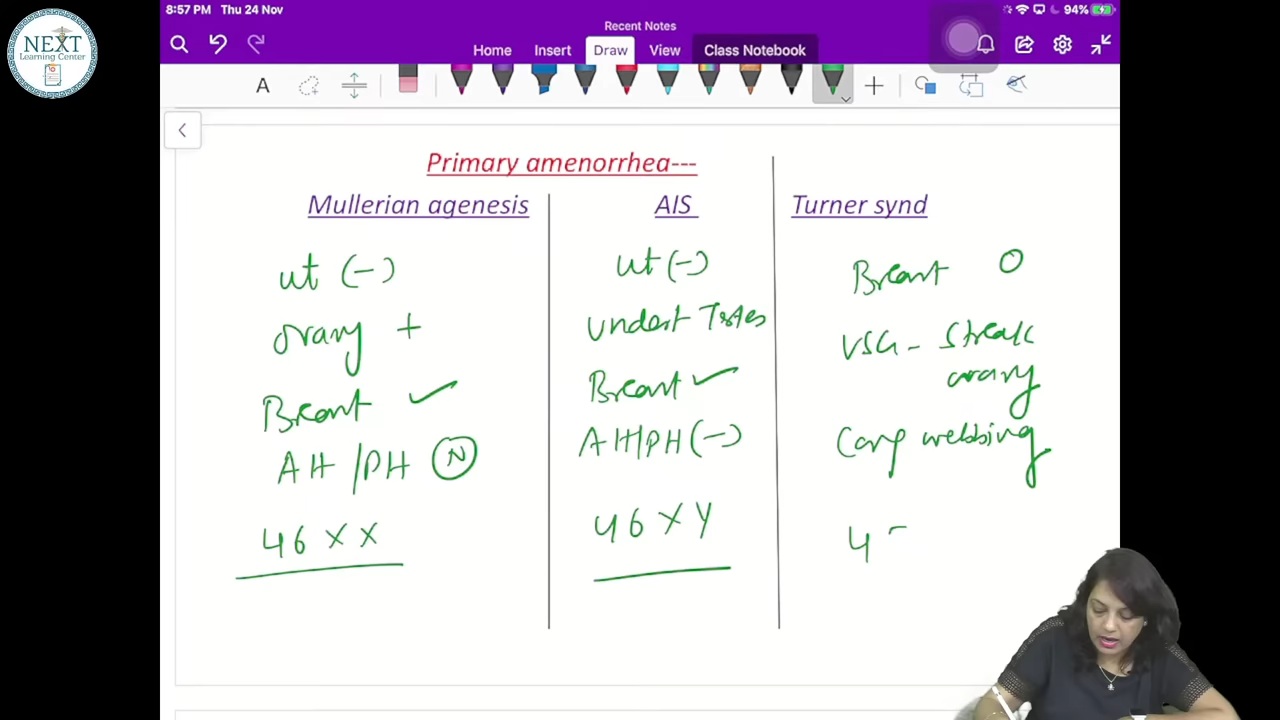 8:57 PM Thu 24 Nov
94%
Recent Notes
NEXT
Learning Center
Home Insert Draw View Class Notebook
A
Primary amenorrhea---
Mullerian agenesis
ut (-)
ovary +
Breast ✓
AH/PH (N)
46 XX
AIS
ut (-)
undest Testes
Breast ✓
AH/PH (-)
46 XY
Turner synd
Breast O
USG - Streak
ovary
webbing
4